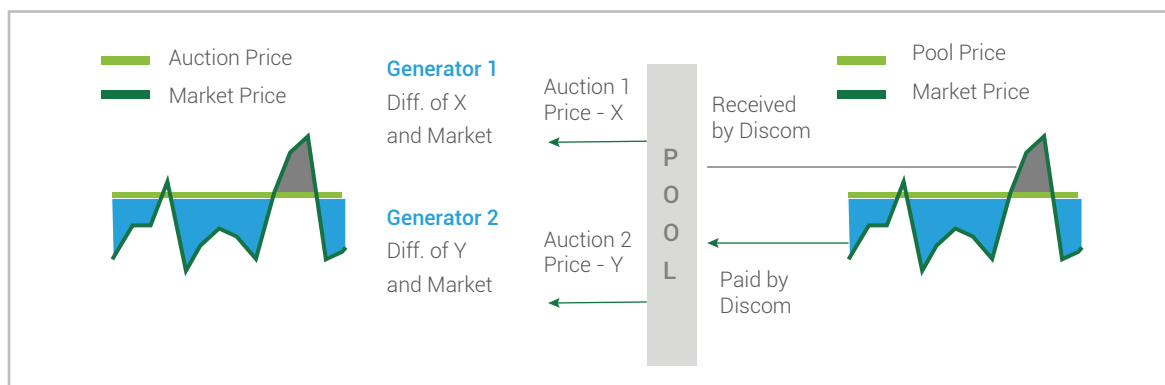 Auction Price
Market Price
Generator 1
Diff. of X
and Market
Generator 2
Diff. of Y
and Market
Auction 1
Price - X
Auction 2
Price - Y
POOL
Received
by Discom
Paid by
Discom
Pool Price
Market Price